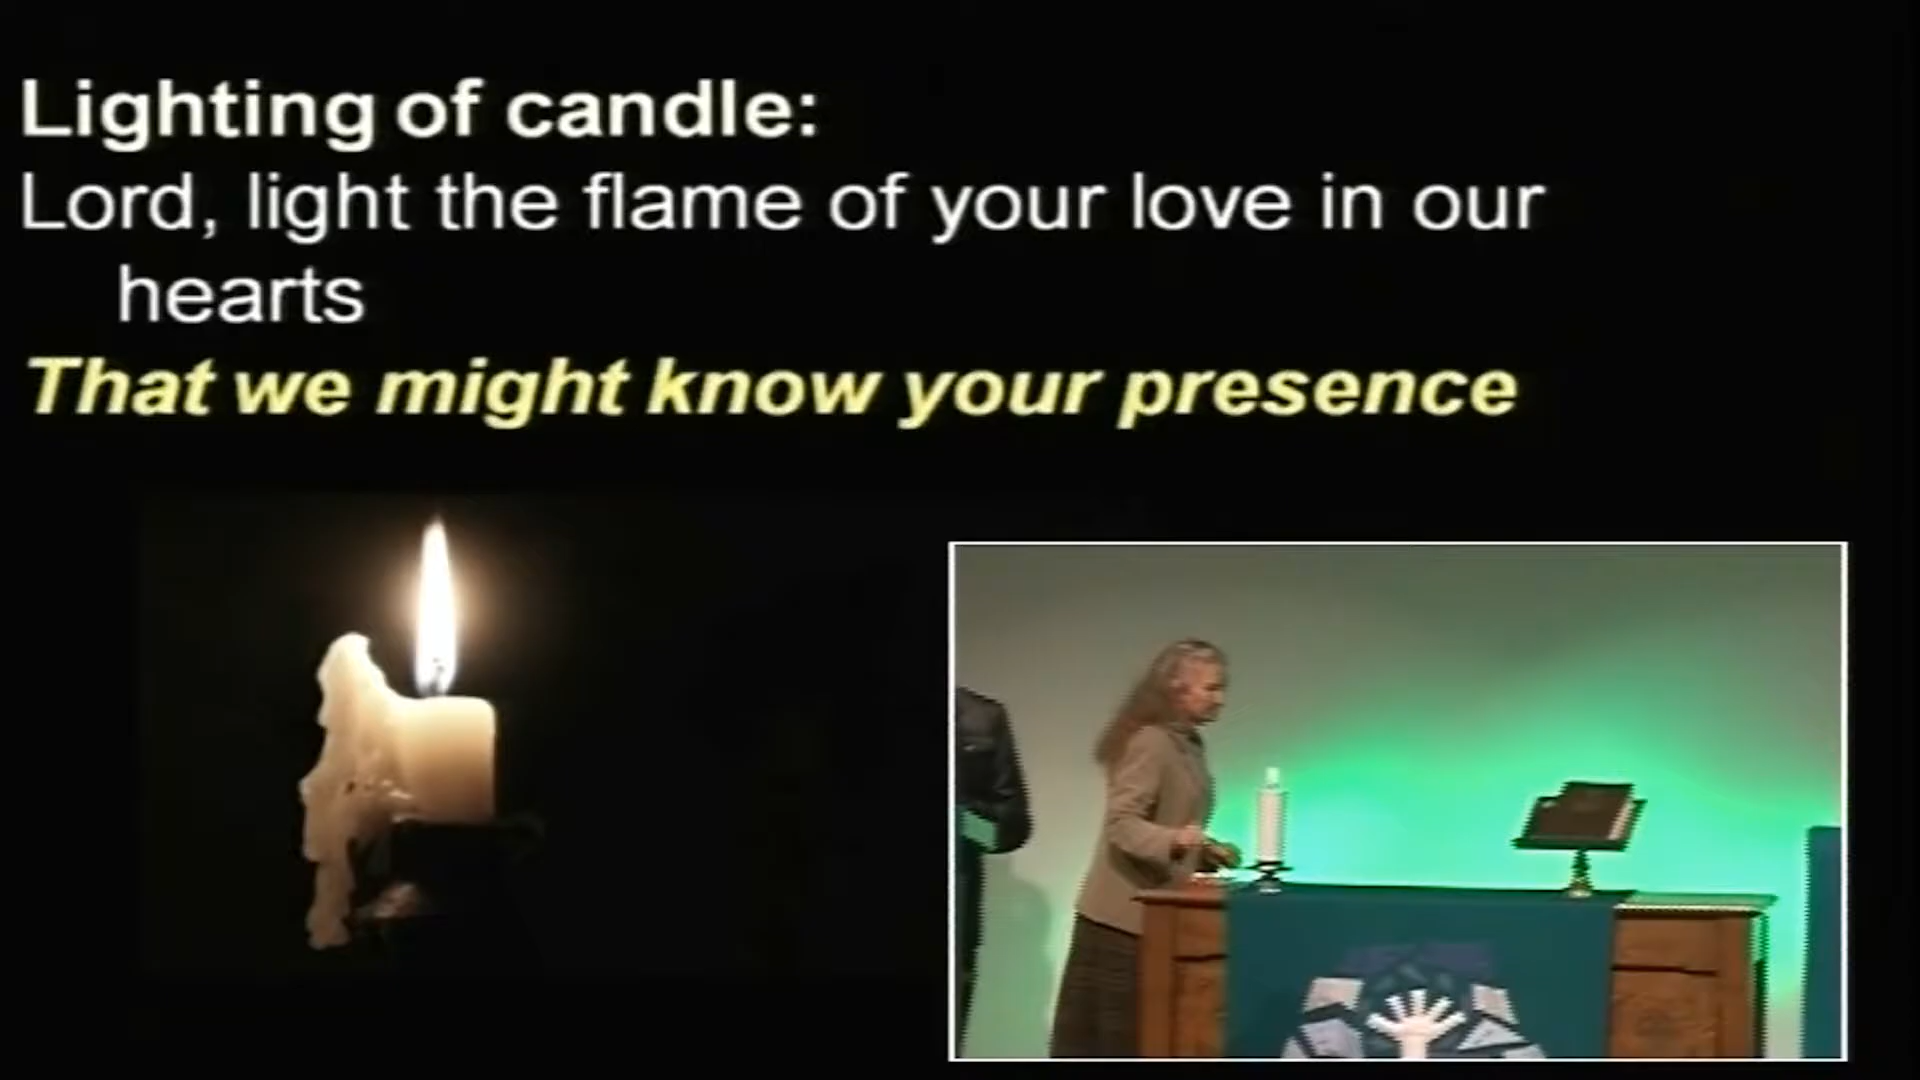 Lighting of candle:
Lord, light the flame of your love in our
hearts
That we might know your presence